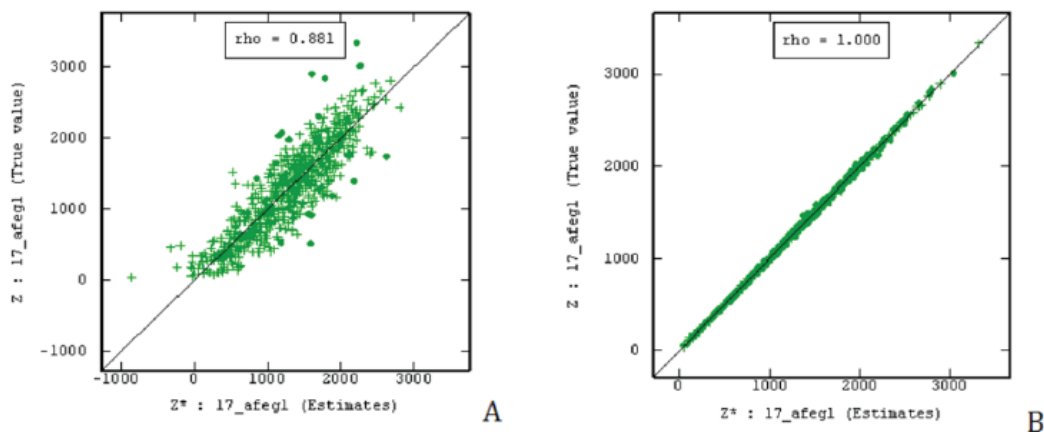 rho = 0.881
Z : 17_afegl (True value)
3000
2000
1000
0
-1000
-1000 0 1000 2000 3000
Z* : 17_afegl (Estimates)
A
rho = 1.000
Z : 17_afegl (True value)
3000
2000
1000
0
0 1000 2000 3000
Z* : 17_afegl (Estimates)
B